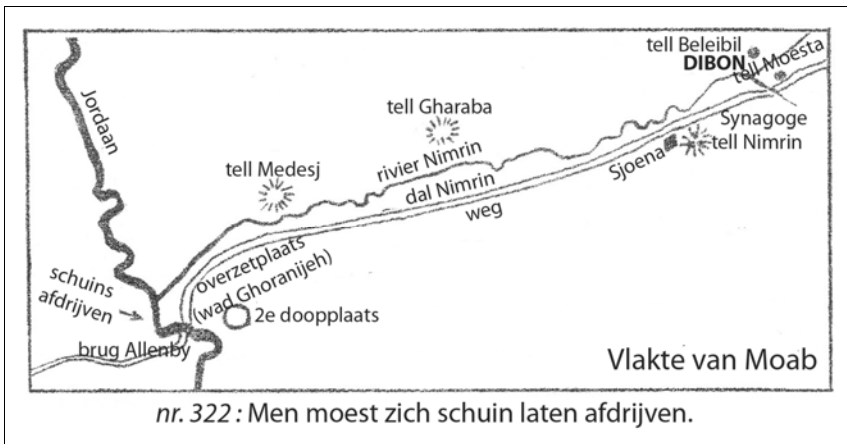 tell Beleibil
DIBON
tell Moesta
Jordaan
tell Gharaba
Synagoge
tell Nimrin
Sjoena
tell Medesj
rivier Nimrin
dal Nimrin
weg
overzetplaats
(wad Ghoranijeh)
schuins
afdrijven
2e doopplaats
brug Allenby
Vlakte van Moab
nr. 322: Men moest zich schuin laten afdrijven.